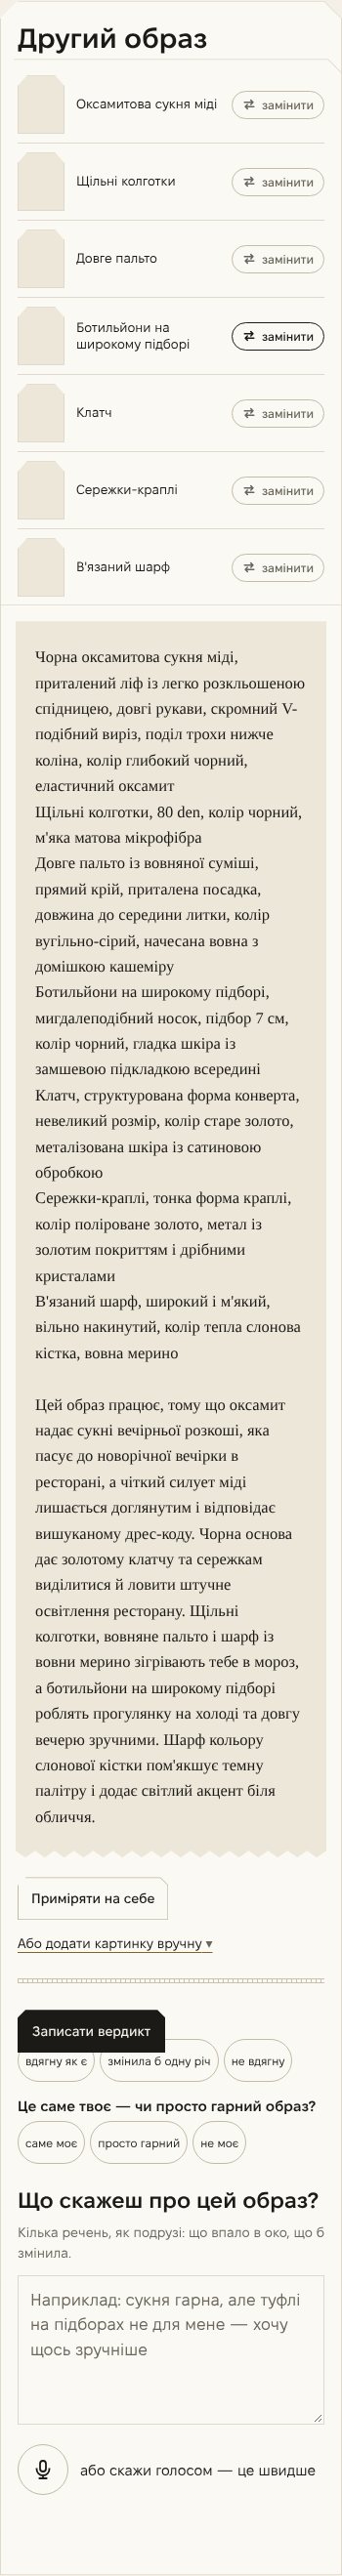 Другий образ
Оксамитова сукня міді
замінити
Щільні колготки
замінити
Довге пальто
замінити
Ботильйони на
широкому підборі
замінити
Клатч
замінити
Сережки-краплі
замінити
В'язаний шарф
замінити
Чорна оксамитова сукня міді,
приталений ліф із легко розкльошеною
спідницею, довгі рукави, скромний V-
подібний виріз, поділ трохи нижче
коліна, колір глибокий чорний,
еластичний оксамит
Щільні колготки, 80 den, колір чорний,
м'яка матова мікрофібра
Довге пальто із вовняної суміші,
прямий крій, приталена посадка,
довжина до середини литки, колір
вугільно-сірий, начесана вовна з
домішкою кашеміру
Ботильйони на широкому підборі,
мигдалеподібний носок, підбор 7 см,
колір чорний, гладка шкіра із
замшевою підкладкою всередині
Клатч, структурована форма конверта,
невеликий розмір, колір старе золото,
металізована шкіра із сатиновою
обробкою
Сережки-краплі, тонка форма краплі,
колір поліроване золото, метал із
золотим покриттям і дрібними
кристалами
В'язаний шарф, широкий і м'який,
вільно накинутий, колір тепла слонова
кістка, вовна мерино
Цей образ працює, тому що оксамит
надає сукні вечірньої розкоші, яка
пасує до новорічної вечірки в
ресторані, а чіткий силует міді
лишається доглянутим і відповідає
вишуканому дрес-коду. Чорна основа
дає золотому клатчу та сережкам
виділитися й ловити штучне
освітлення ресторану. Щільні
колготки, вовняне пальто і шарф із
вовни мерино зігрівають тебе в мороз,
а ботильйони на широкому підборі
роблять прогулянку на холоді та довгу
вечерю зручними. Шарф кольору
слонової кістки пом'якшує темну
палітру і додає світлий акцент біля
обличчя.
Приміряти на себе
Або додати картинку вручну ▾
Записати вердикт
вдягну як є
змінила б одну річ
не вдягну
Це саме твоє — чи просто гарний образ?
саме моє
просто гарний
не моє
Що скажеш про цей образ?
Кілька речень, як подрузі: що впало в око, що б
змінила.
Наприклад: сукня гарна, але туфлі
на підборах не для мене — хочу
щось зручніше
або скажи голосом — це швидше